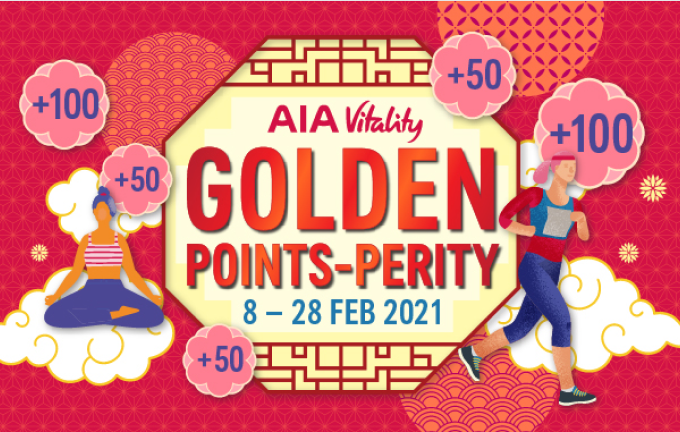 +100
+50
+100
AIA Vitality
+50
GOLDEN
POINTS-PERITY
8 – 28 FEB 2021
+50